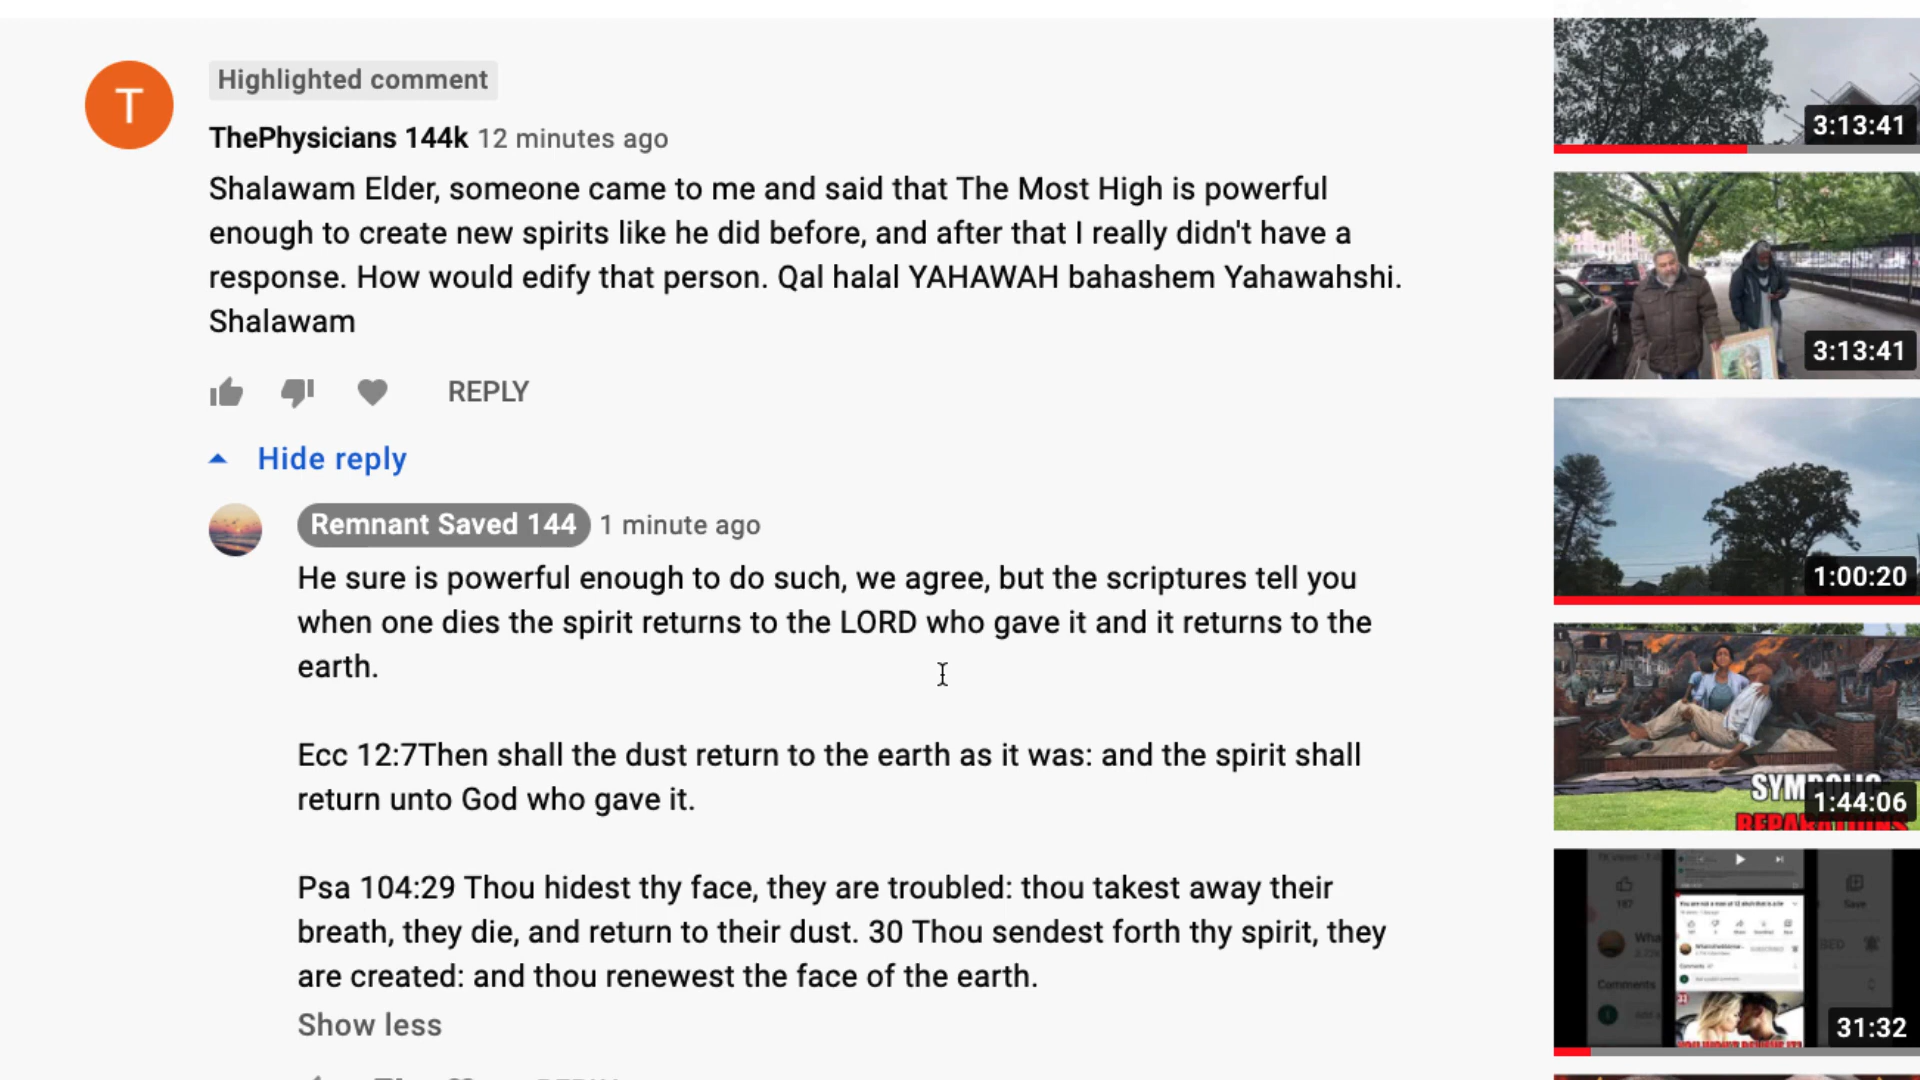 T
Highlighted comment
ThePhysicians 144k 12 minutes ago
Shalawam Elder, someone came to me and said that The Most High is powerful
enough to create new spirits like he did before, and after that I really didn't have a
response. How would edify that person. Qal halal YAHAWAH bahashem Yahawahshi.
Shalawam
REPLY
Hide reply
Remnant Saved 144 1 minute ago
He sure is powerful enough to do such, we agree, but the scriptures tell you
when one dies the spirit returns to the LORD who gave it and it returns to the
earth.
Ecc 12:7Then shall the dust return to the earth as it was: and the spirit shall
return unto God who gave it.
Psa 104:29 Thou hidest thy face, they are troubled: thou takest away their
breath, they die, and return to their dust. 30 Thou sendest forth thy spirit, they
are created: and thou renewest the face of the earth.
Show less
3:13:41
3:13:41
1:00:20
1:44:06
REPARATIONS
187
Save
Comments
31:32